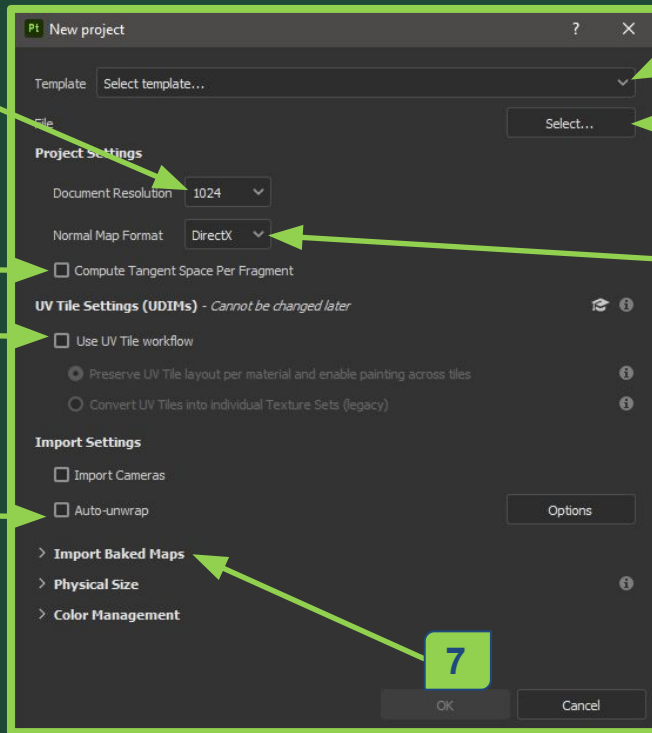 Pt New project ? ×
Template Select template...
File Select...
Project Settings
Document Resolution 1024
Normal Map Format DirectX
Compute Tangent Space Per Fragment
UV Tile Settings (UDIMs) - Cannot be changed later
Use UV Tile workflow
Preserve UV Tile layout per material and enable painting across tiles
Convert UV Tiles into individual Texture Sets (legacy)
Import Settings
Import Cameras
Auto-unwrap Options
> Import Baked Maps
> Physical Size
> Color Management
7
OK Cancel